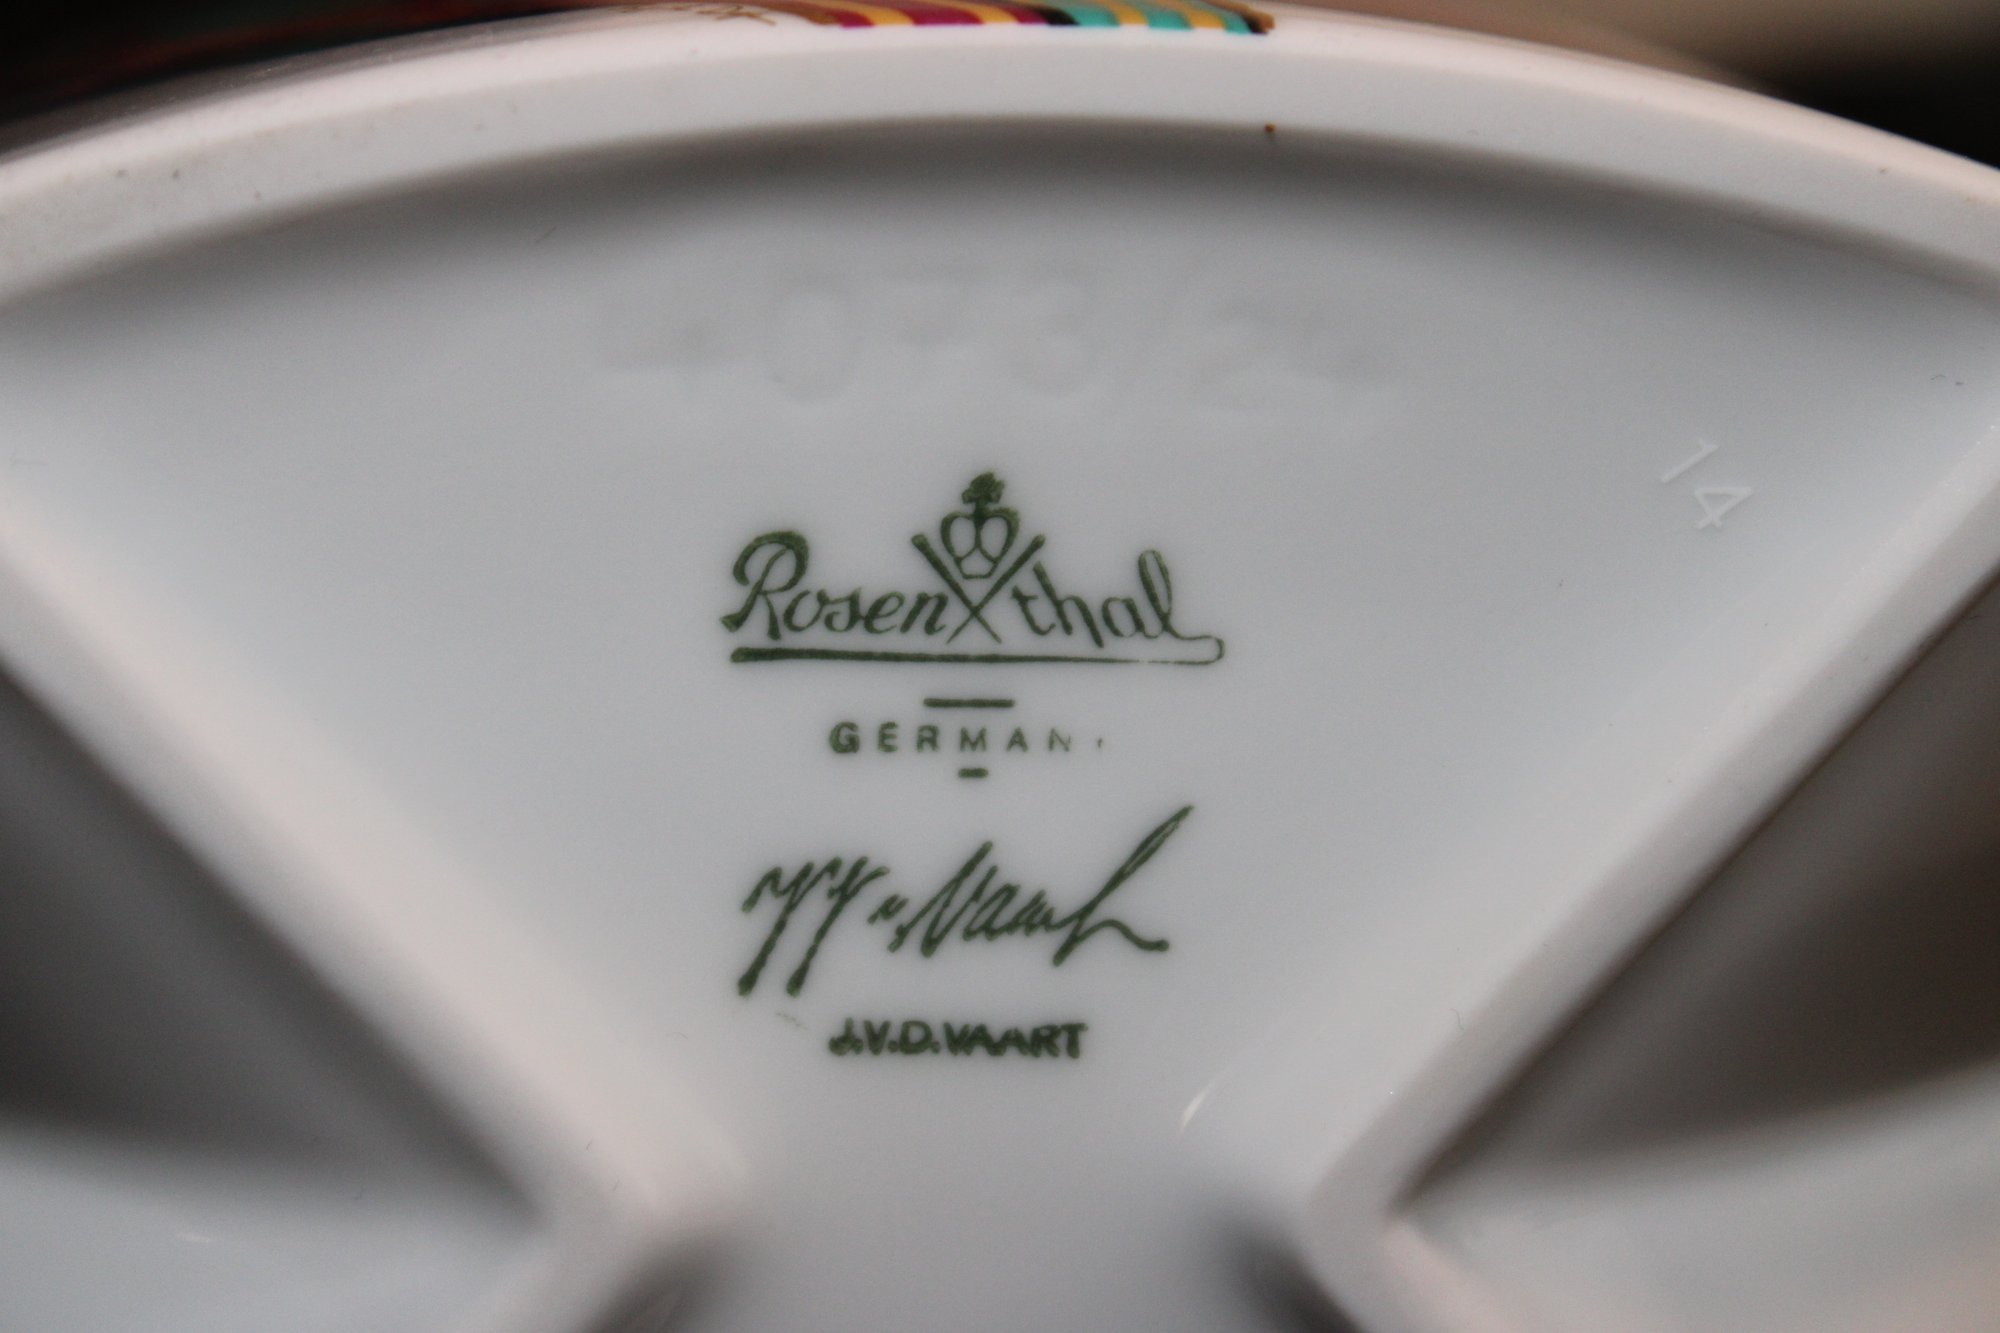 14
Rosenthal
GERMANY
J.V.D.VAART